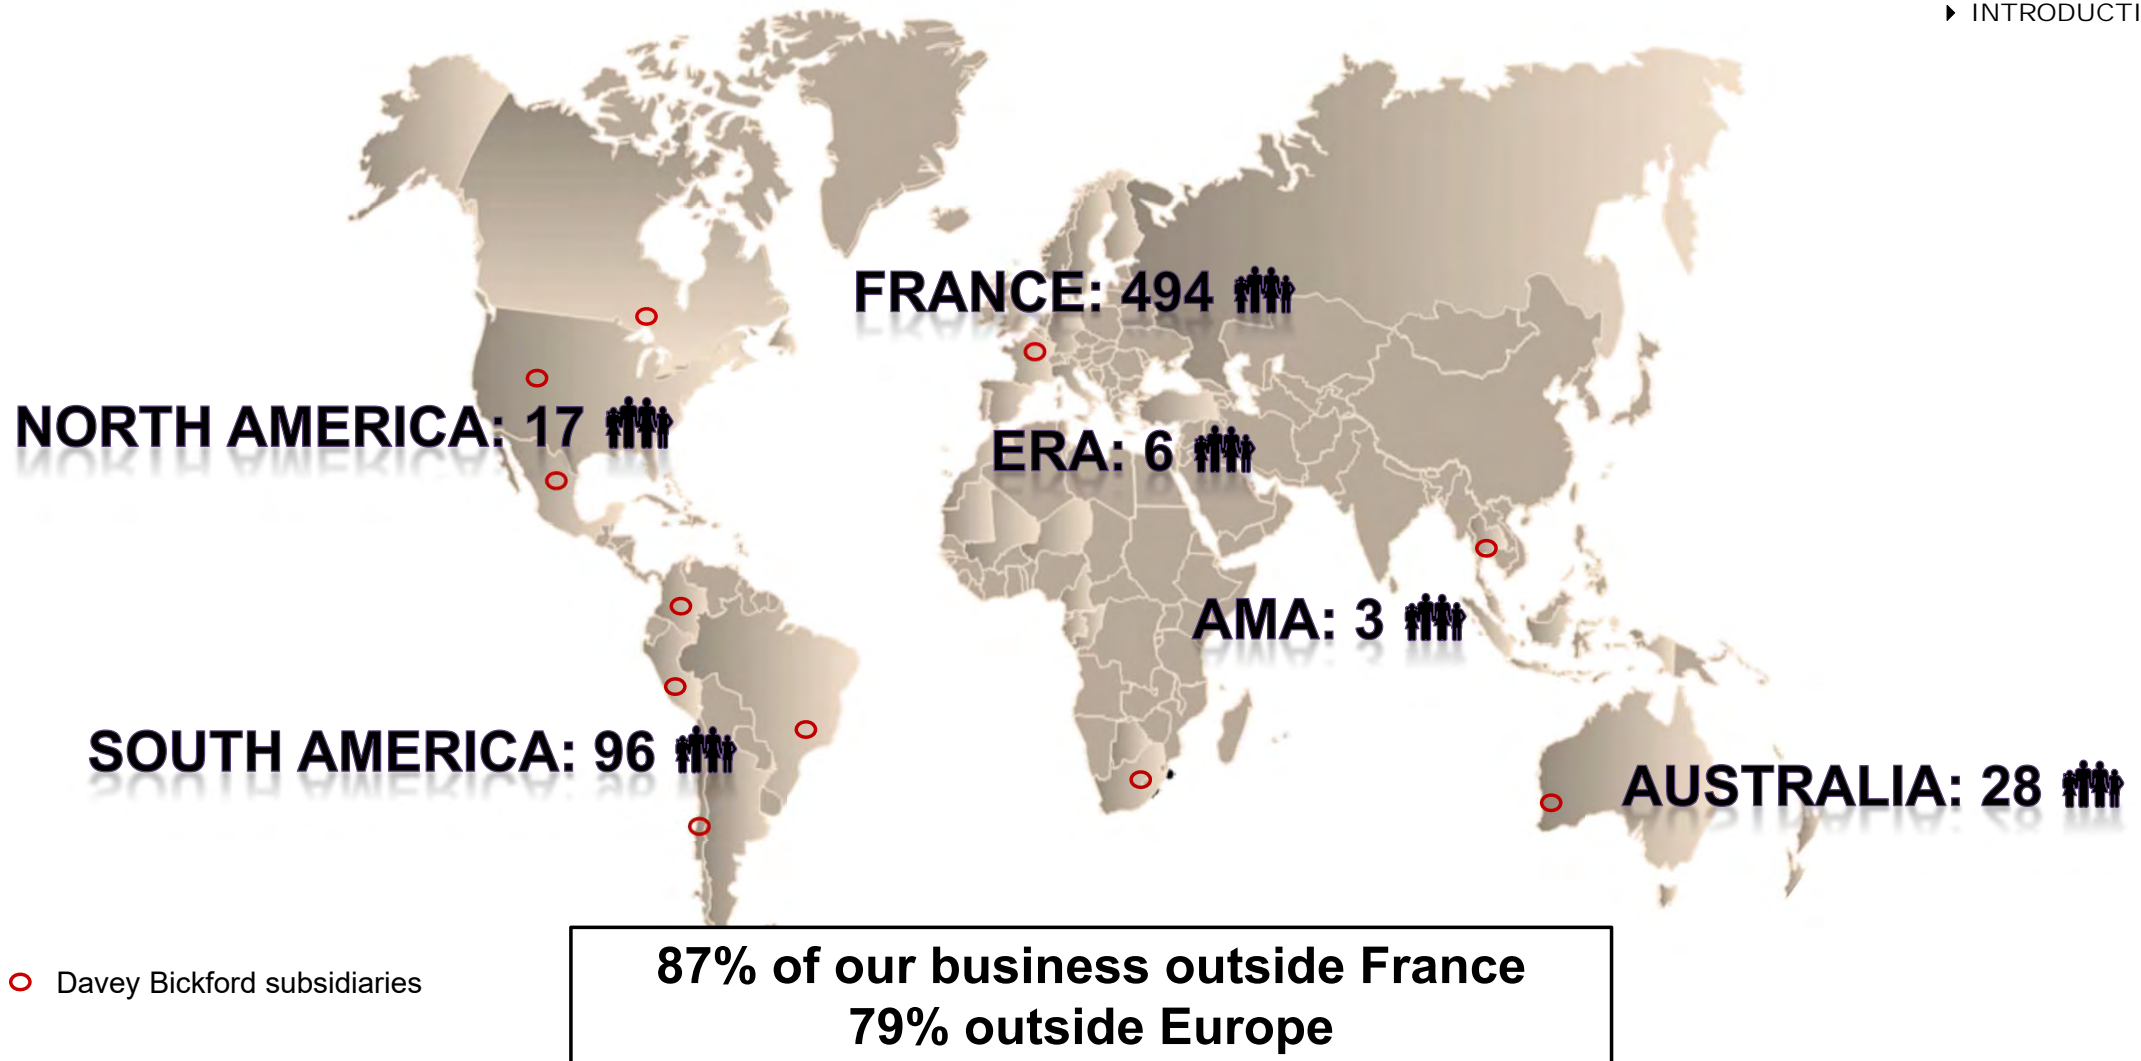 INTRODUCTI
FRANCE: 494
NORTH AMERICA: 17
ERA: 6
AMA: 3
SOUTH AMERICA: 96
AUSTRALIA: 28
Davey Bickford subsidiaries
87% of our business outside France
79% outside Europe